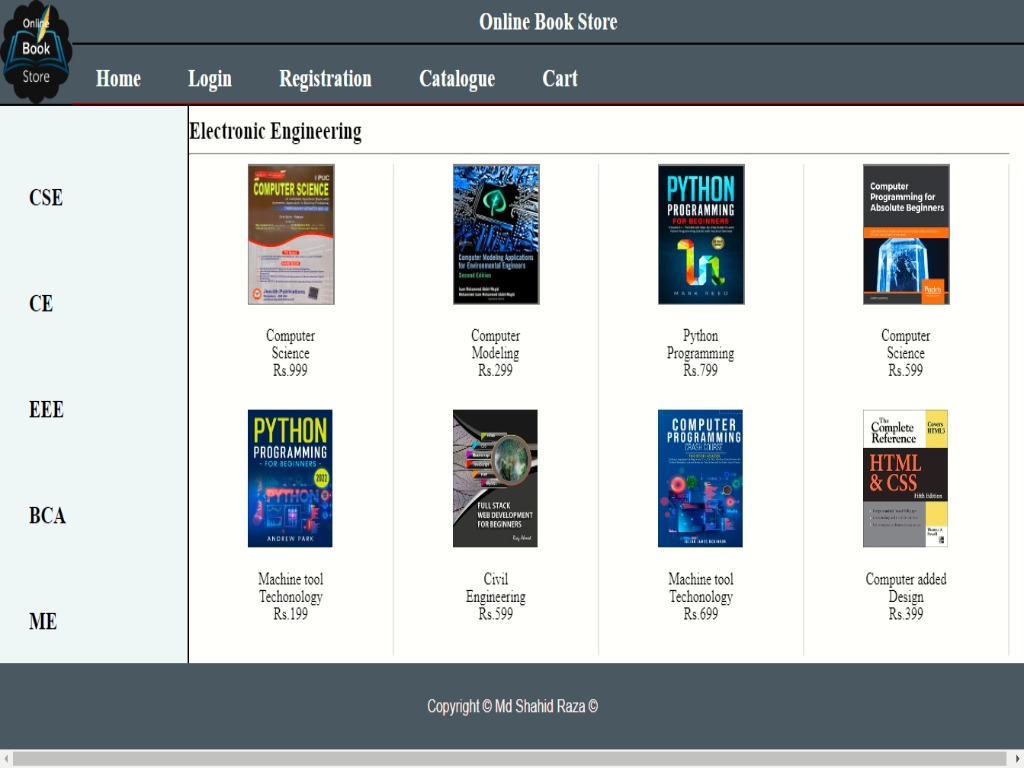 Online
Book
Store
Online Book Store
Home Login Registration Catalogue Cart
CSE
CE
EEE
BCA
ME
Electronic Engineering
I PUC
COMPUTER SCIENCE
Computer
Science
Rs.999
Computer Modeling Applications
for Environmental Engineers
Second Edition
Computer
Modeling
Rs.299
PYTHON
PROGRAMMING
FOR BEGINNERS
MARK REED
Python
Programming
Rs.799
Computer
Programming for
Absolute Beginners
Packt
Computer
Science
Rs.599
PYTHON
PROGRAMMING
- FOR BEGINNERS -
2022
PYTHON
ANDREW PARK
Machine tool
Techonology
Rs.199
FULL STACK
WEB DEVELOPMENT
FOR BEGINNERS
Civil
Engineering
Rs.599
COMPUTER
PROGRAMMING
CRASH COURSE
Machine tool
Techonology
Rs.699
The
Complete
Reference
Covers
HTML5
HTML
& CSS
Fifth Edition
Computer added
Design
Rs.399
Copyright © Md Shahid Raza ©